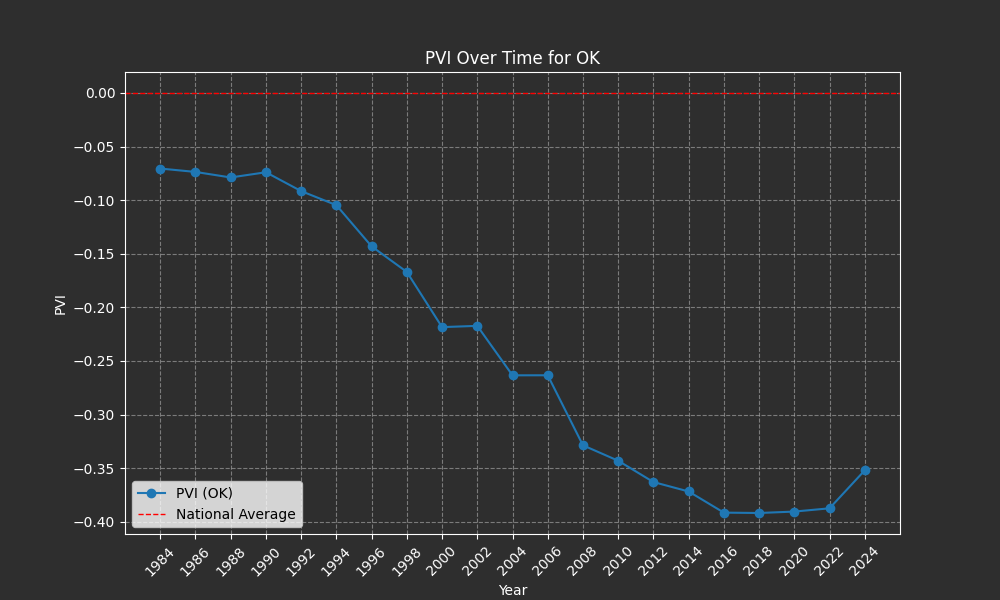 PVI Over Time for OK
PVI
0.00
−0.05
−0.10
−0.15
−0.20
−0.25
−0.30
−0.35
−0.40
PVI (OK)
National Average
1984 1986 1988 1990 1992 1994 1996 1998 2000 2002 2004 2006 2008 2010 2012 2014 2016 2018 2020 2022 2024
Year